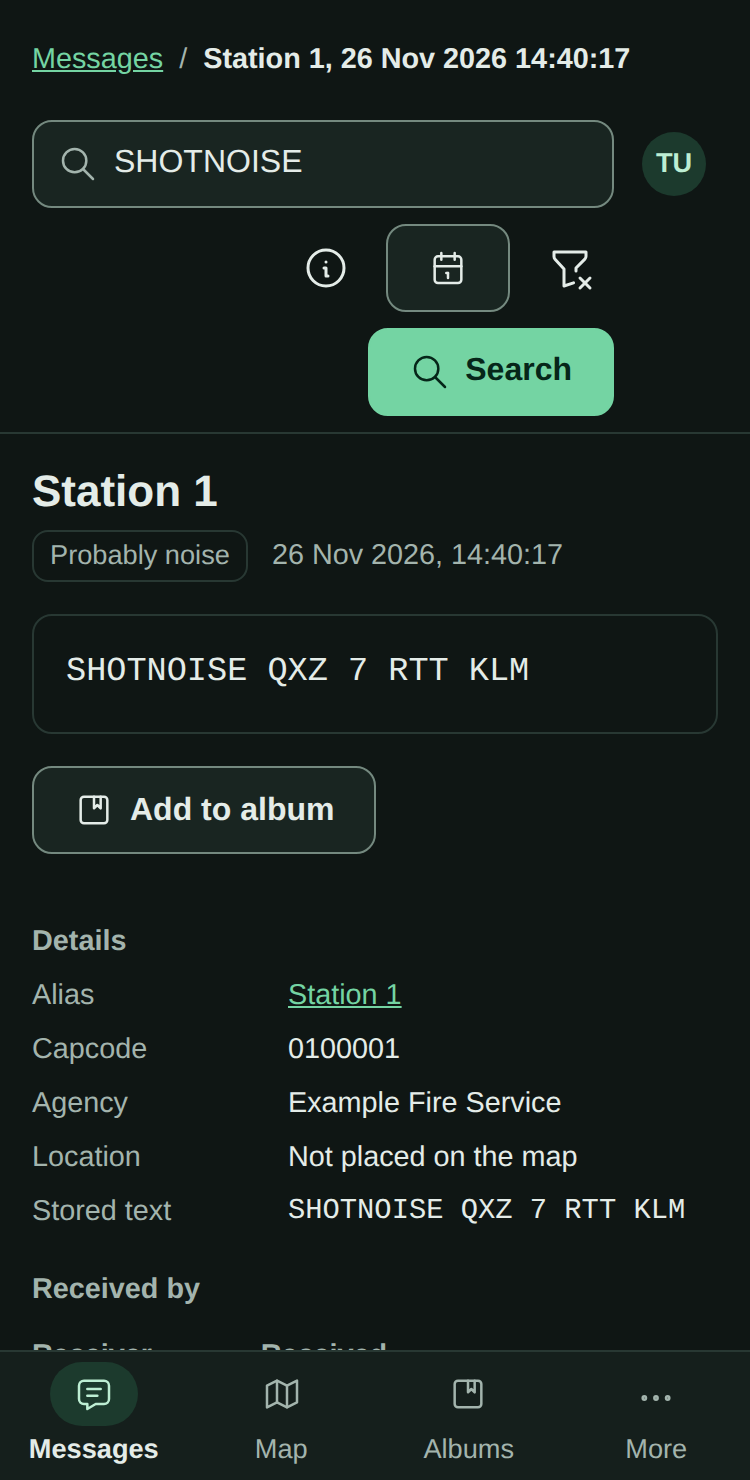 Messages / Station 1, 26 Nov 2026 14:40:17
SHOTNOISE
TU
Search
Station 1
Probably noise 26 Nov 2026, 14:40:17
SHOTNOISE QXZ 7 RTT KLM
Add to album
Details
Alias Station 1
Capcode 0100001
Agency Example Fire Service
Location Not placed on the map
Stored text SHOTNOISE QXZ 7 RTT KLM
Received by
Receiver Received
Messages Map Albums More